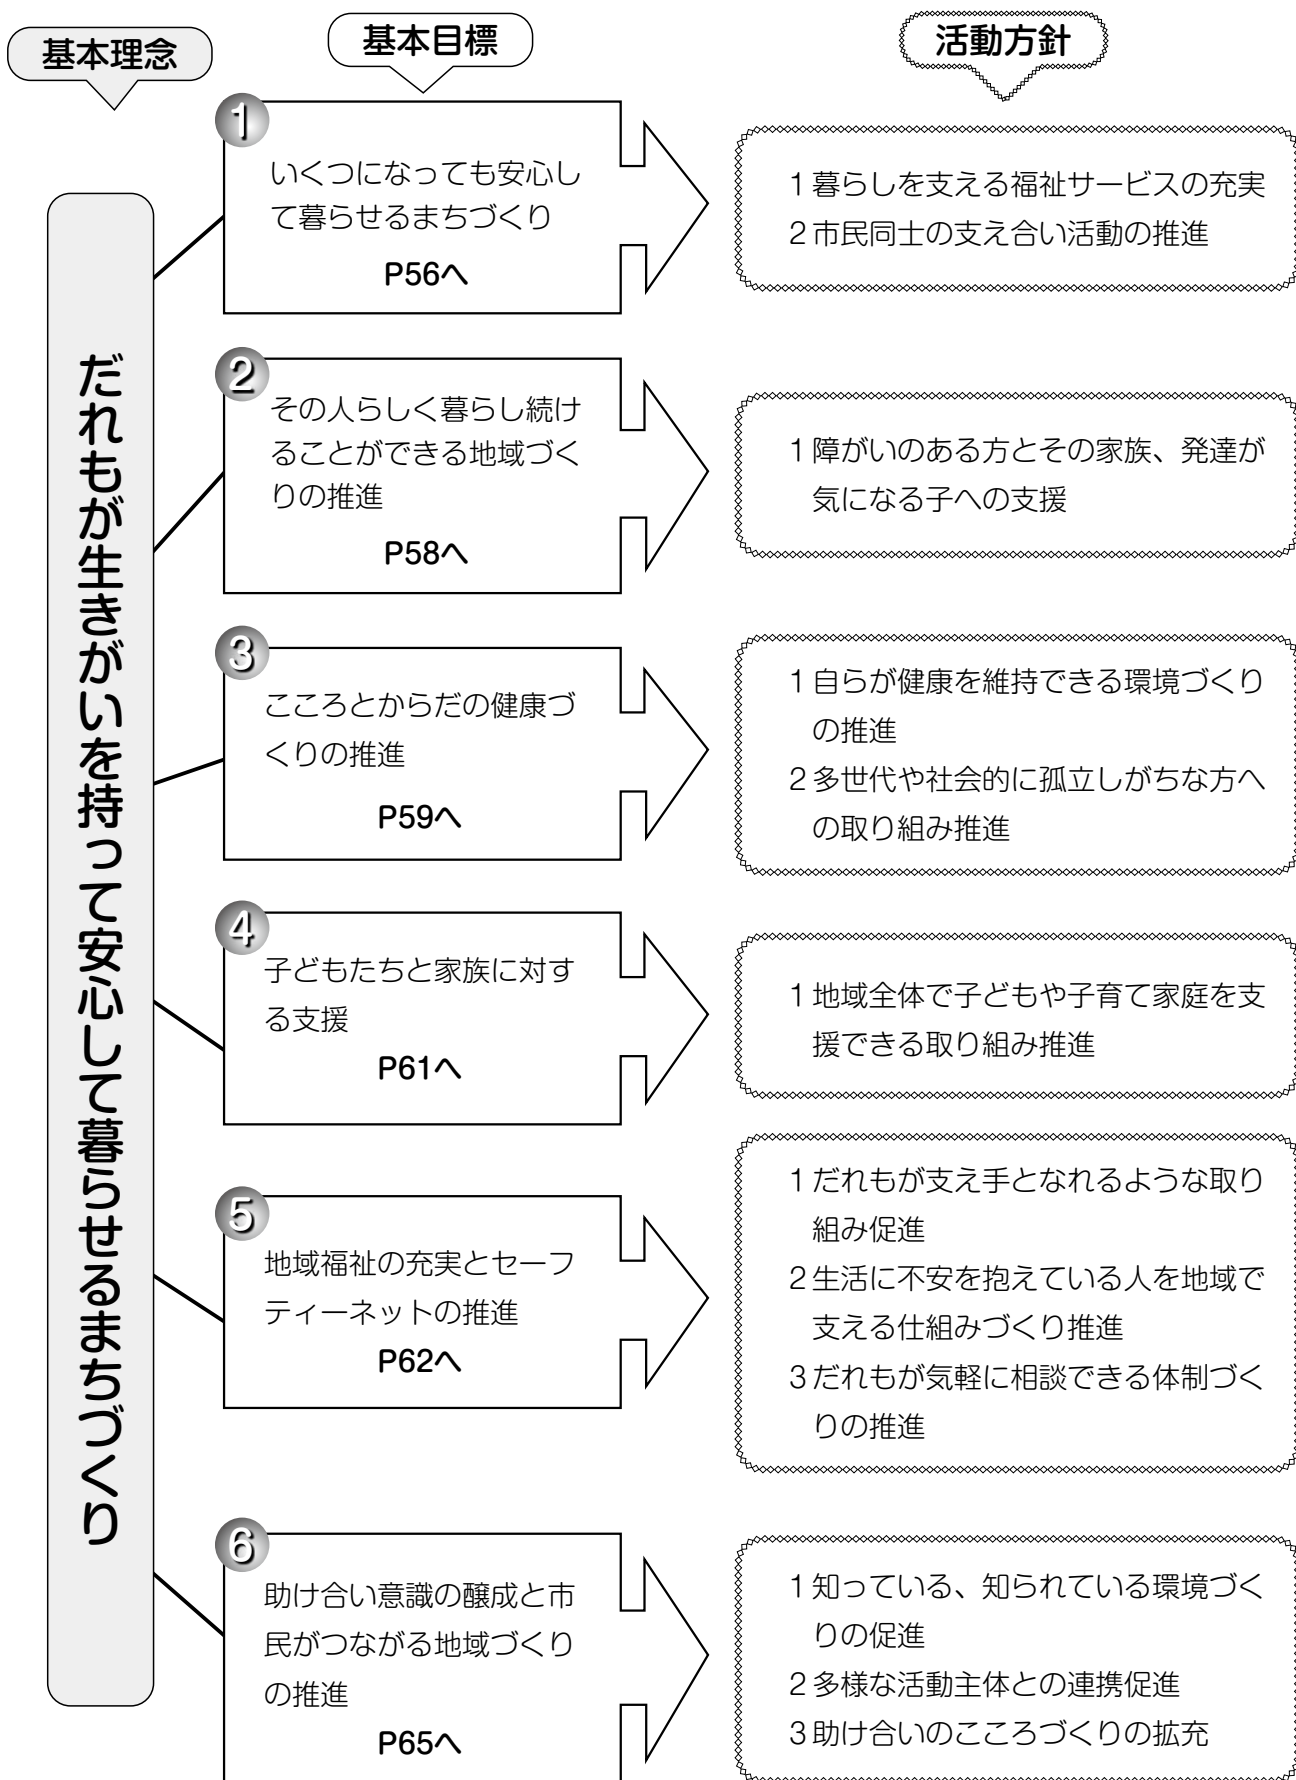 基本理念
基本目標
活動方針
だれもが生きがいを持って安心して暮らせるまちづくり
1
いくつになっても安心し
て暮らせるまちづくり
P56へ
1 暮らしを支える福祉サービスの充実
2 市民同士の支え合い活動の推進
2
その人らしく暮らし続け
ることができる地域づく
りの推進
P58へ
1 障がいのある方とその家族、発達が
気になる子への支援
3
こころとからだの健康づ
くりの推進
P59へ
1 自らが健康を維持できる環境づくり
の推進
2 多世代や社会的に孤立しがちな方へ
の取り組み推進
4
子どもたちと家族に対す
る支援
P61へ
1 地域全体で子どもや子育て家庭を支
援できる取り組み推進
5
地域福祉の充実とセーフ
ティーネットの推進
P62へ
1 だれもが支え手となれるような取り
組み促進
2 生活に不安を抱えている人を地域で
支える仕組みづくり推進
3 だれもが気軽に相談できる体制づく
りの推進
6
助け合い意識の醸成と市
民がつながる地域づくり
の推進
P65へ
1 知っている、知られている環境づく
りの促進
2 多様な活動主体との連携促進
3 助け合いのこころづくりの拡充